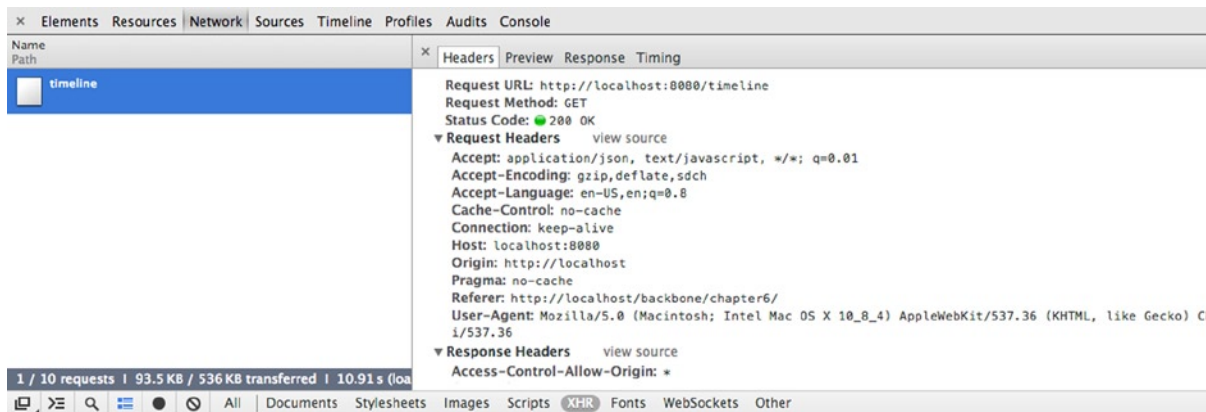 × Elements Resources Network Sources Timeline Profiles Audits Console
Name
Path
timeline
1 / 10 requests | 93.5 KB / 536 KB transferred | 10.91 s (loa
× Headers Preview Response Timing
Request URL: http://localhost:8080/timeline
Request Method: GET
Status Code: 200 OK
▼ Request Headers view source
Accept: application/json, text/javascript, */*; q=0.01
Accept-Encoding: gzip,deflate,sdch
Accept-Language: en-US,en;q=0.8
Cache-Control: no-cache
Connection: keep-alive
Host: localhost:8080
Origin: http://localhost
Pragma: no-cache
Referer: http://localhost/backbone/chapter6/
User-Agent: Mozilla/5.0 (Macintosh; Intel Mac OS X 10_8_4) AppleWebKit/537.36 (KHTML, like Gecko)
i/537.36
▼ Response Headers view source
Access-Control-Allow-Origin: *
All Documents Stylesheets Images Scripts XHR Fonts WebSockets Other